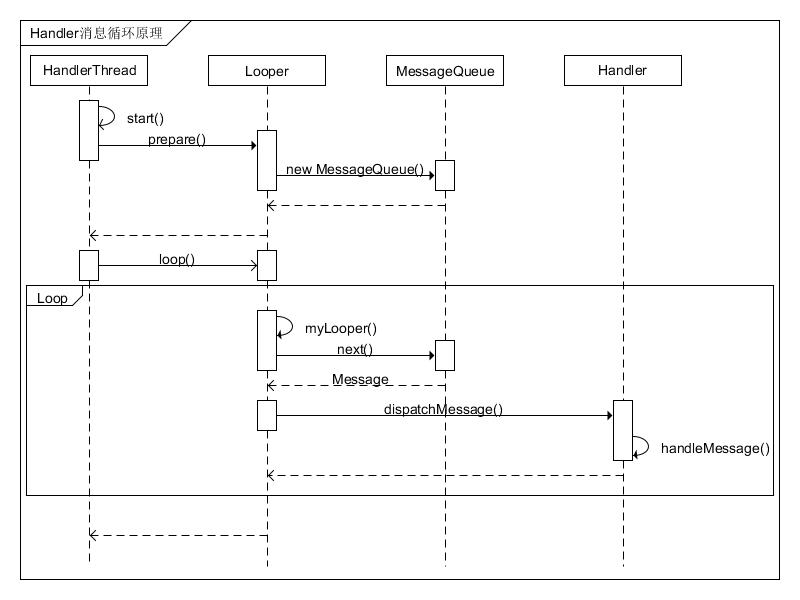 Handler消息循环原理
HandlerThread
Looper
MessageQueue
Handler
start()
prepare()
new MessageQueue()
loop()
Loop
myLooper()
next()
Message
dispatchMessage()
handleMessage()